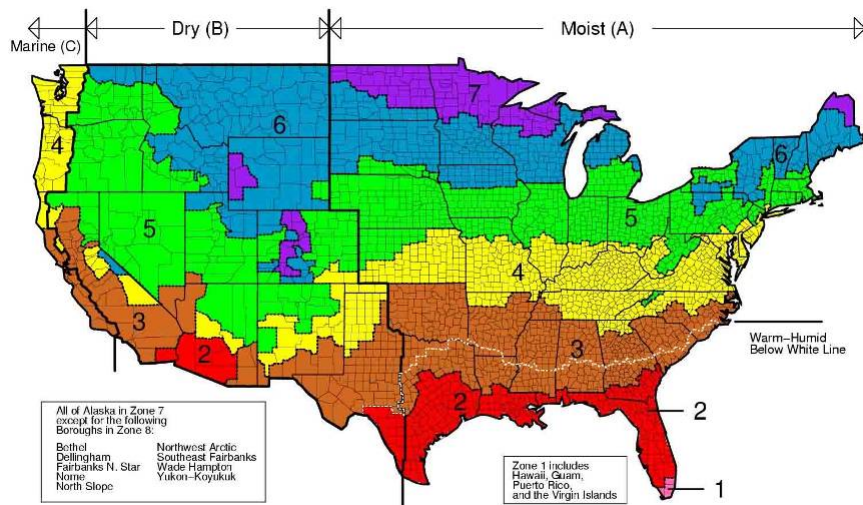 Marine (C)
Dry (B)
Moist (A)
7
6
6
4
5
5
4
3
3
2
2
2
1
Warm-Humid
Below White Line
All of Alaska in Zone 7
except for the following
Boroughs in Zone 8:
Bethel
Dellingham
Fairbanks N. Star
Nome
North Slope
Northwest Arctic
Southeast Fairbanks
Wade Hampton
Yukon-Koyukuk
Zone 1 includes
Hawaii, Guam,
Puerto Rico,
and the Virgin Islands